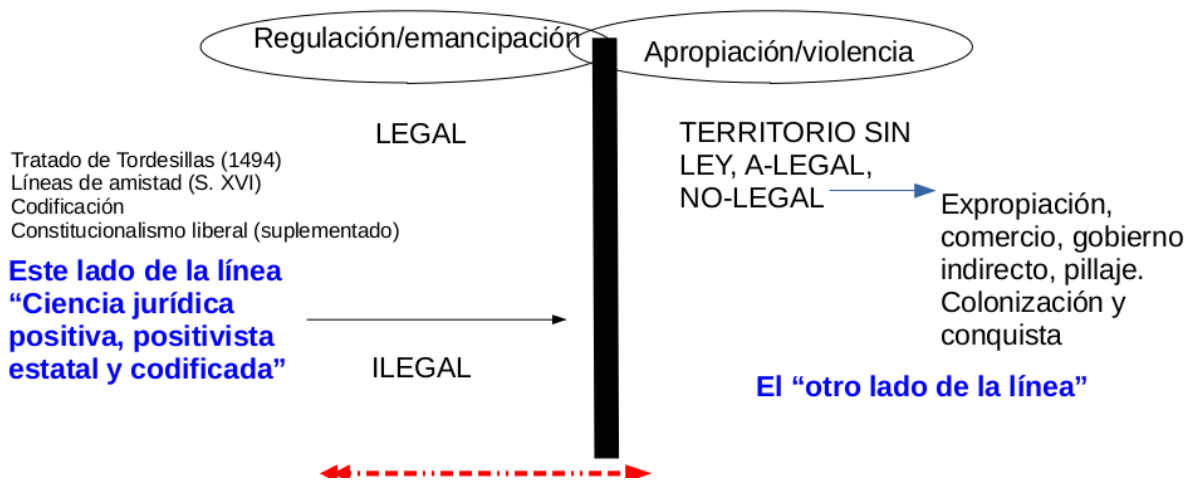 Regulación/emancipación
Apropiación/violencia
LEGAL
Tratado de Tordesillas (1494)
Líneas de amistad (S. XVI)
Codificación
Constitucionalismo liberal (suplementado)
Este lado de la línea
“Ciencia jurídica
positiva, positivista
estatal y codificada”
ILEGAL
TERRITORIO SIN
LEY, A-LEGAL,
NO-LEGAL
Expropiación,
comercio, gobierno
indirecto, pillaje.
Colonización y
conquista
El “otro lado de la línea”